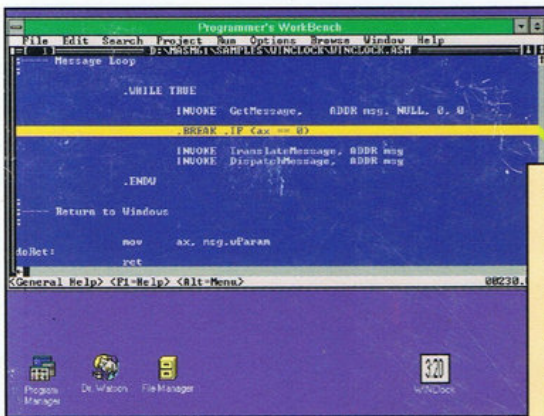 Programmer's WorkBench
File Edit Search Project Run Options Browse Window Help
[ 1 ] D:\MASM61\SAMPLES\WINCLOCK\WINCLOCK.ASM
;---- Message Loop
;
.WHILE TRUE
INVOKE GetMessage, ADDR msg, NULL, 0, 0
.BREAK .IF (ax == 0)
INVOKE TranslateMessage, ADDR msg
INVOKE DispatchMessage, ADDR msg
.ENDW
;
;---- Return to Windows
;
mov ax, msg.wParam
doRet:
ret
<General Help> <F1=Help> <Alt=Menu> 00230.
Program Manager
Dr. Watson
File Manager
3:20
WINClock